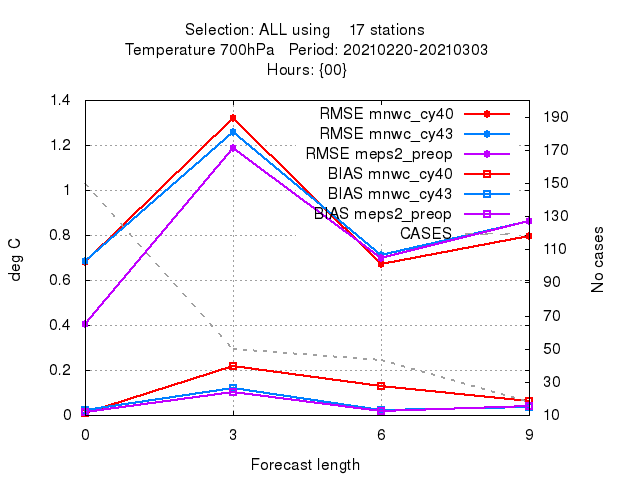 Selection: ALL using 17 stations
Temperature 700hPa Period: 20210220-20210303
Hours: {00}
1.4
1.2
1
0.8
0.6
0.4
0.2
0
deg C
RMSE mnwc_cy40
RMSE mnwc_cy43
RMSE meps2_preop
BIAS mnwc_cy40
BIAS mnwc_cy43
BIAS meps2_preop
CASES
190
170
150
130
110
90
70
50
30
10
No cases
0 3 6 9
Forecast length